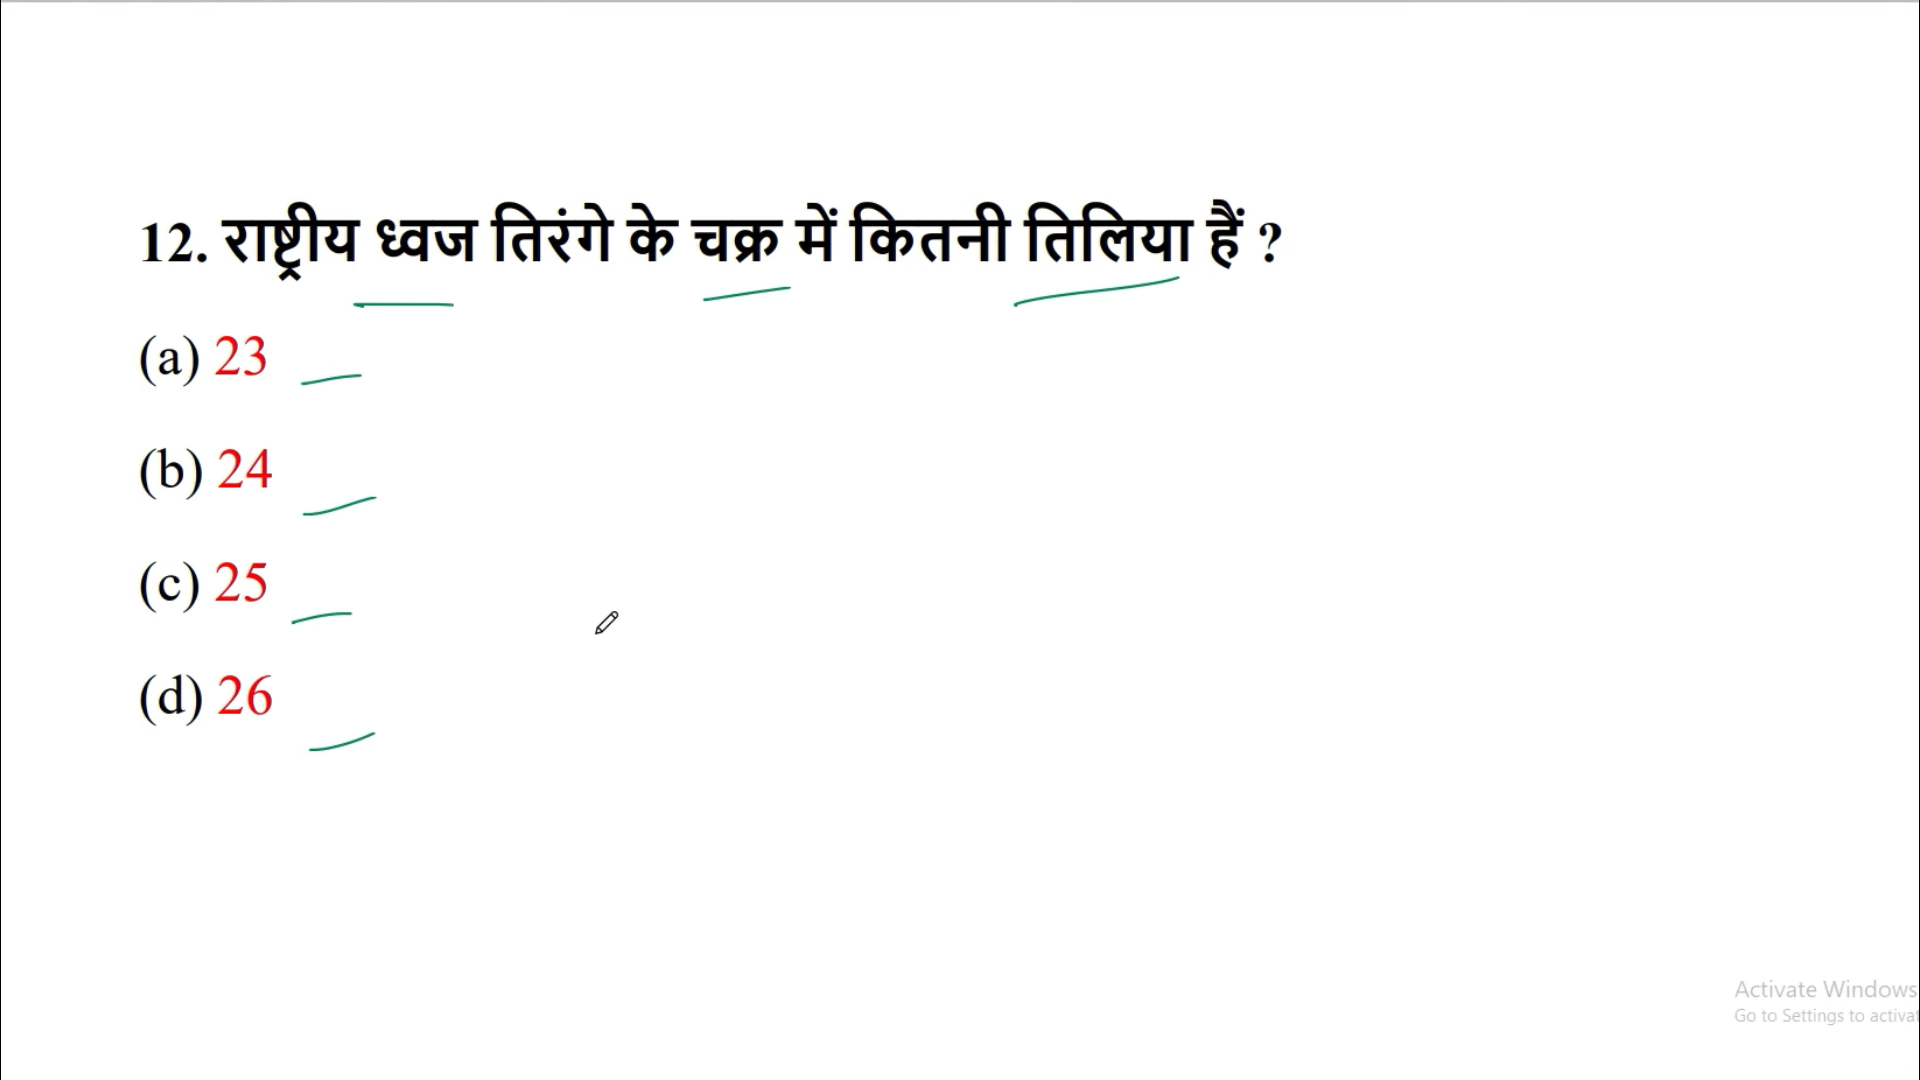 12. राष्ट्रीय ध्वज तिरंगे के चक्र में कितनी तिलिया हैं ?
(a) 23
(b) 24
(c) 25
(d) 26
Activate Windows
Go to Settings to activat